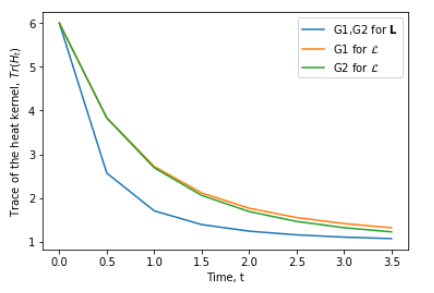 G1,G2 for L
G1 for ℒ
G2 for ℒ
Trace of the heat kernel, Tr(Hₜ)
6
5
4
3
2
1
0.0 0.5 1.0 1.5 2.0 2.5 3.0 3.5
Time, t